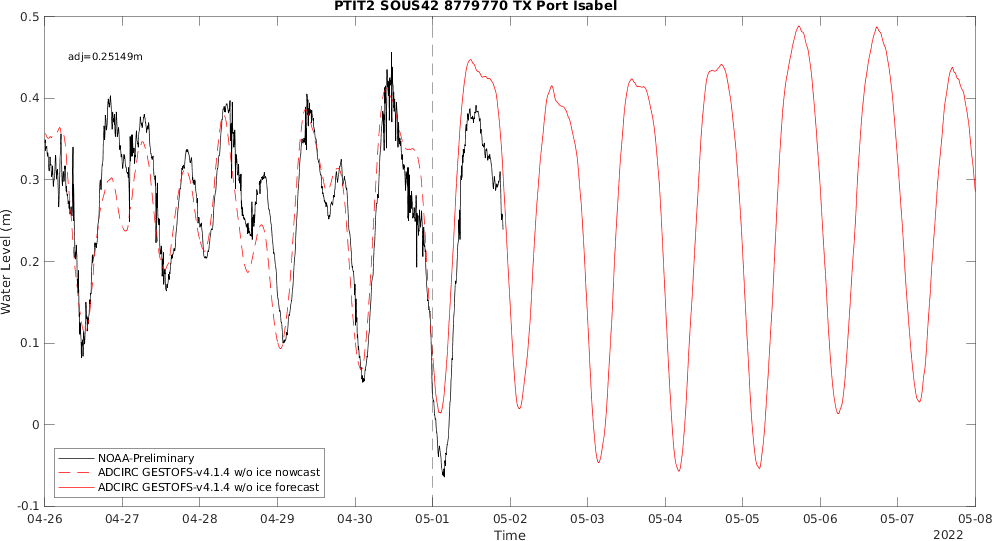 PTIT2 SOUS42 8779770 TX Port Isabel
adj=0.25149m
0.5
0.4
0.3
0.2
0.1
0
-0.1
Water Level (m)
NOAA-Preliminary
ADCIRC GESTOFS-v4.1.4 w/o ice nowcast
ADCIRC GESTOFS-v4.1.4 w/o ice forecast
04-26 04-27 04-28 04-29 04-30 05-01 05-02 05-03 05-04 05-05 05-06 05-07 05-08
Time
2022